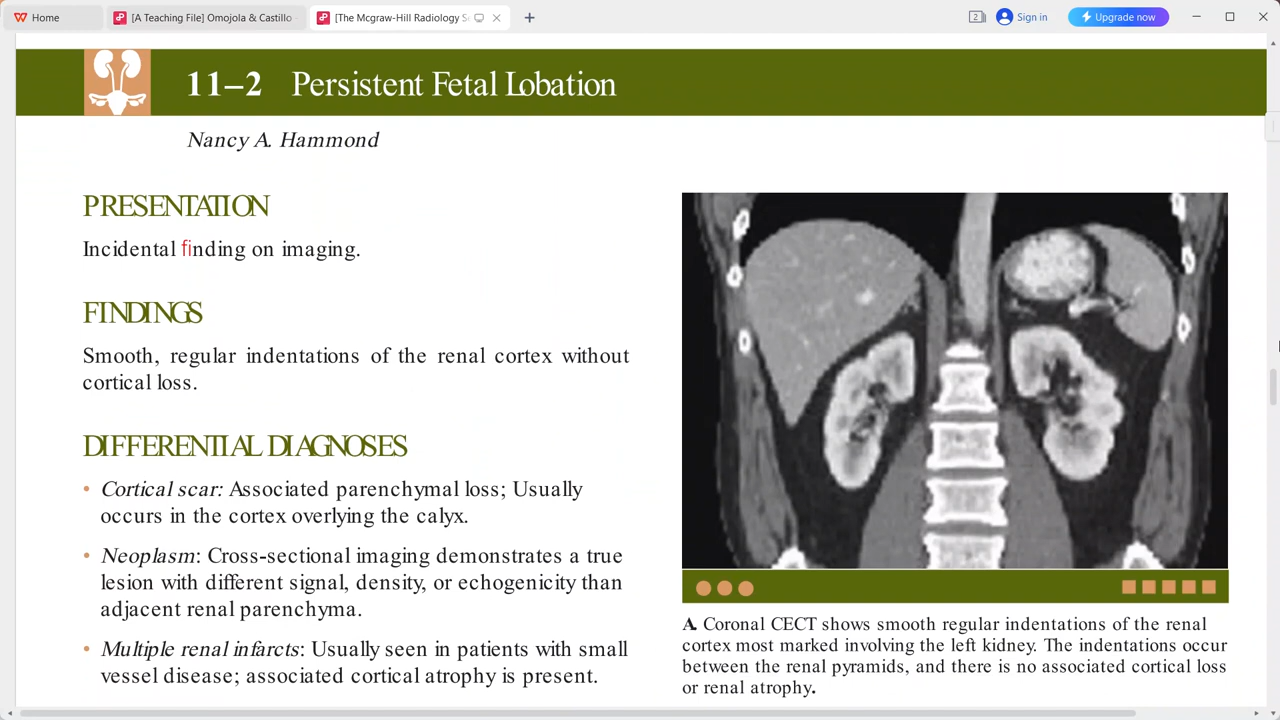 Home
[A Teaching File] Omojola & Castillo
[The Mcgraw-Hill Radiology S
2
Sign in
Upgrade now
11–2 Persistent Fetal Lobation
Nancy A. Hammond
PRESENTATION
Incidental finding on imaging.
FINDINGS
Smooth, regular indentations of the renal cortex without
cortical loss.
DIFFERENTIAL DIAGNOSES
• Cortical scar: Associated parenchymal loss; Usually
occurs in the cortex overlying the calyx.
• Neoplasm: Cross-sectional imaging demonstrates a true
lesion with different signal, density, or echogenicity than
adjacent renal parenchyma.
• Multiple renal infarcts: Usually seen in patients with small
vessel disease; associated cortical atrophy is present.
A. Coronal CECT shows smooth regular indentations of the renal
cortex most marked involving the left kidney. The indentations occur
between the renal pyramids, and there is no associated cortical loss
or renal atrophy.